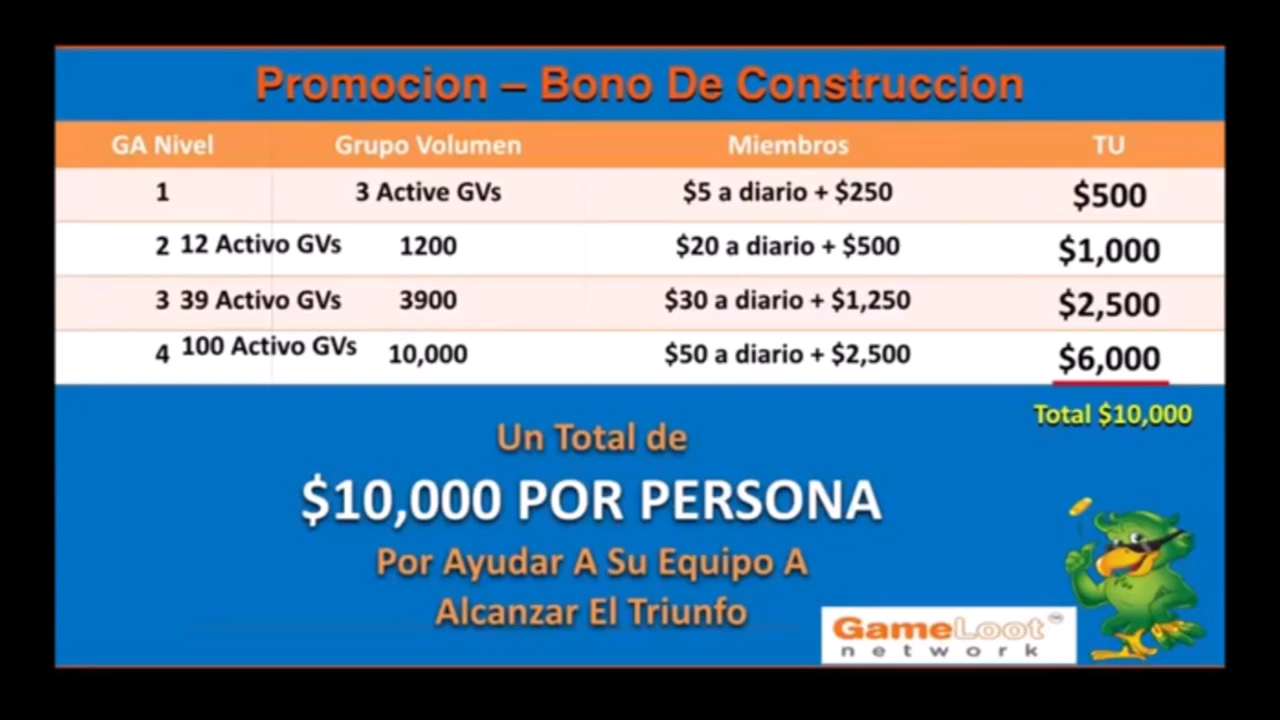 Promocion – Bono De Construccion
GA Nivel Grupo Volumen Miembros TU
1 3 Active GVs $5 a diario + $250 $500
2 12 Activo GVs 1200 $20 a diario + $500 $1,000
3 39 Activo GVs 3900 $30 a diario + $1,250 $2,500
4 100 Activo GVs 10,000 $50 a diario + $2,500 $6,000
Total $10,000
Un Total de
$10,000 POR PERSONA
Por Ayudar A Su Equipo A
Alcanzar El Triunfo
GameLoot™
network